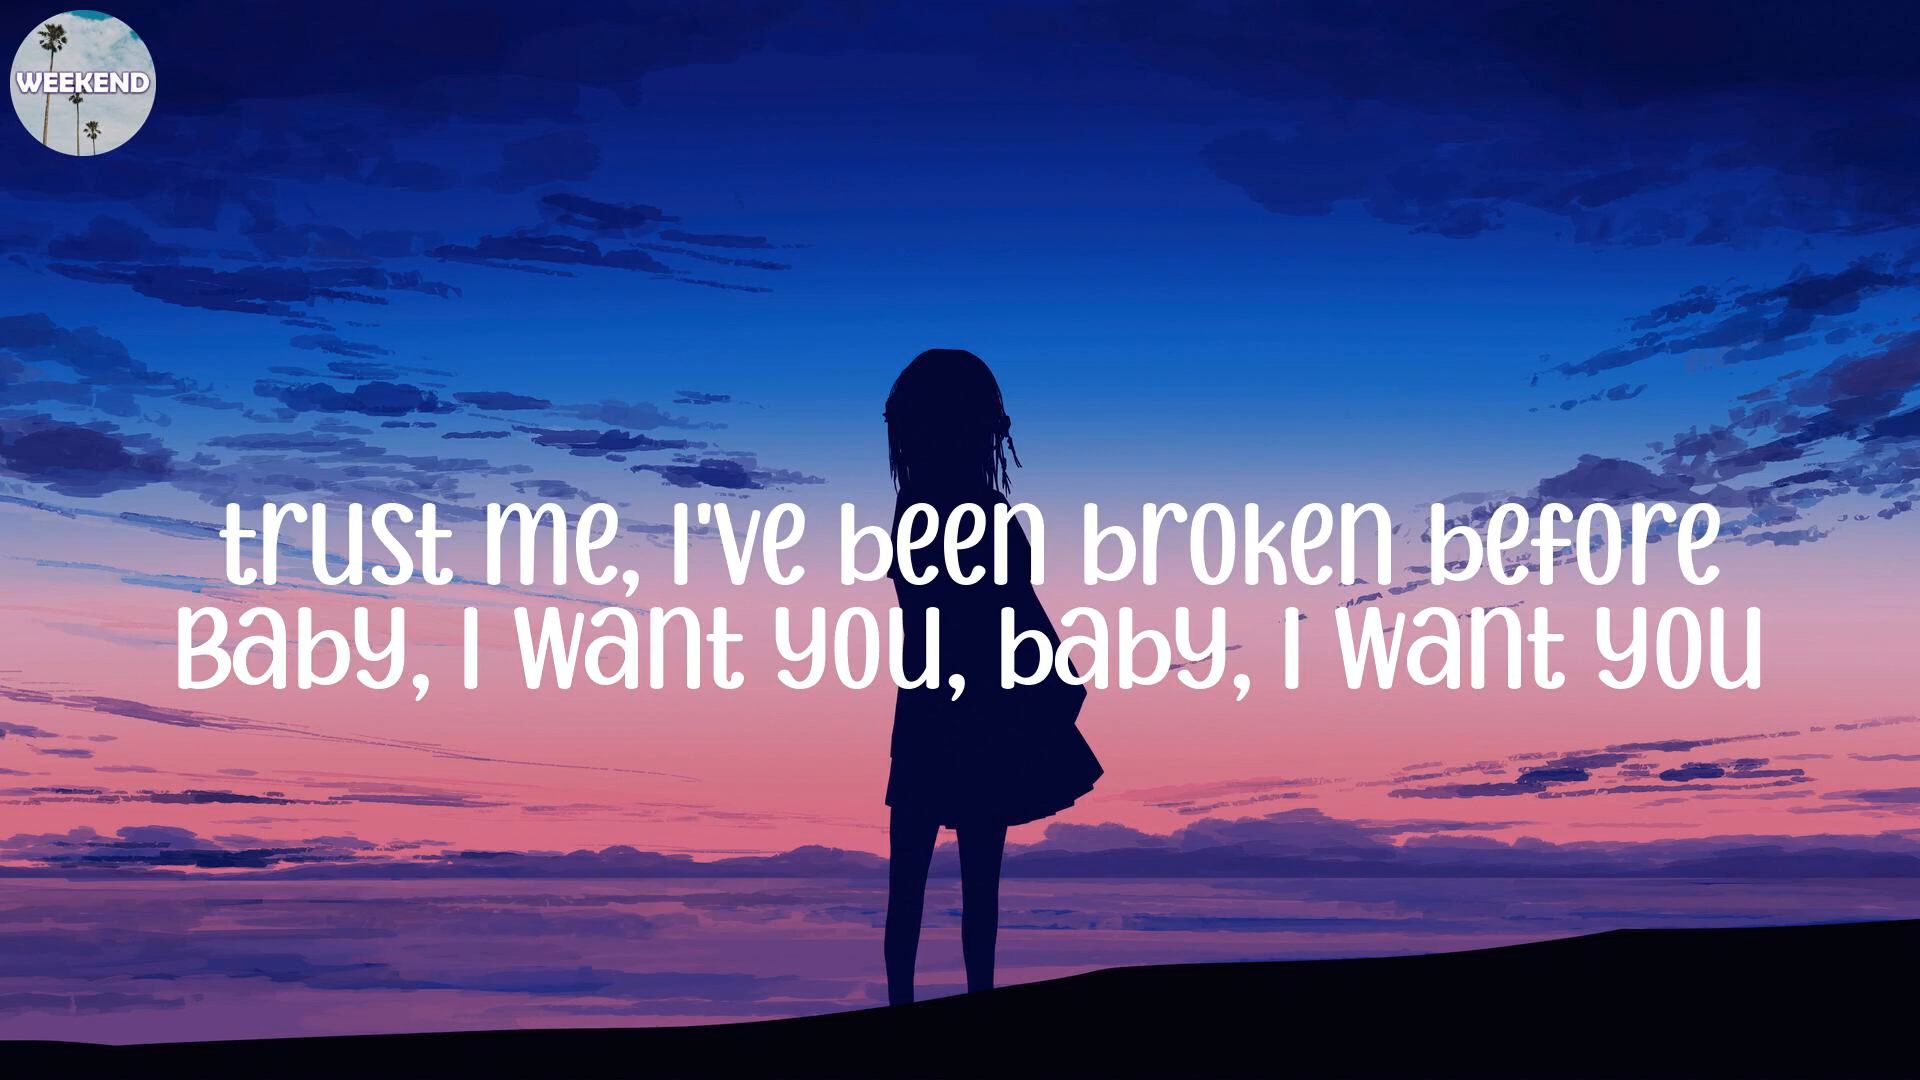 WEEKEND
trust me, I've been broken before
Baby, I want you, baby, I want you